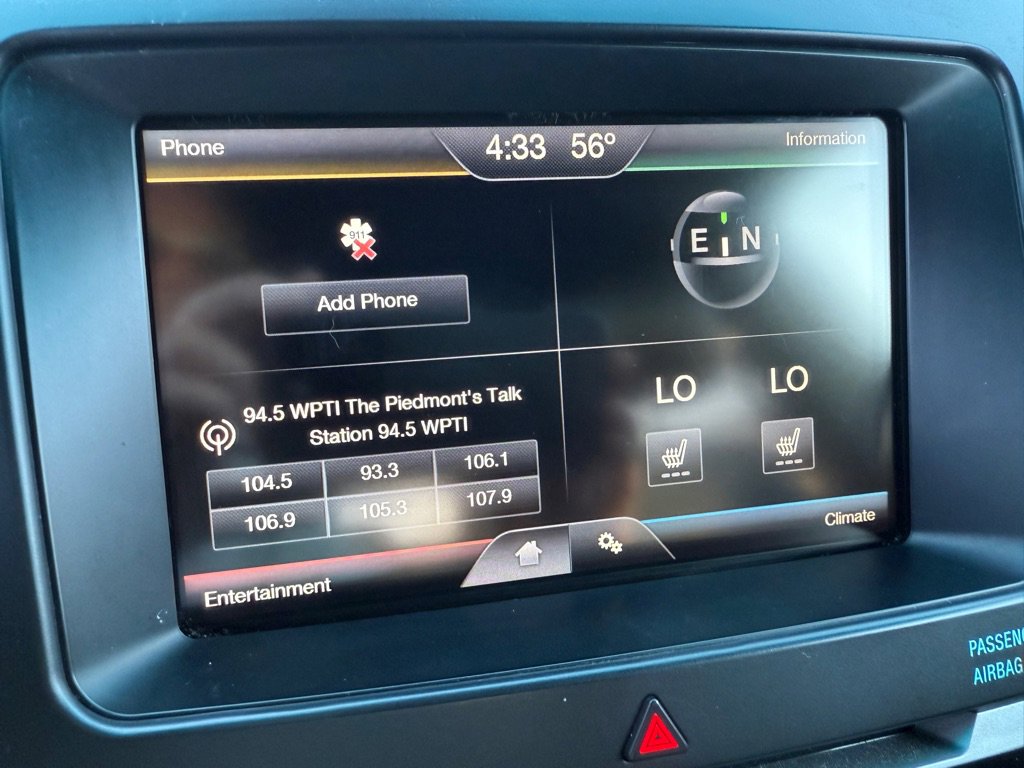 Phone
4:33 56°
Information
911
Add Phone
E N
94.5 WPTI The Piedmont's Talk
Station 94.5 WPTI
104.5 93.3 106.1
106.9 105.3 107.9
LO LO
Entertainment
Climate
PASSEN
AIRBAG